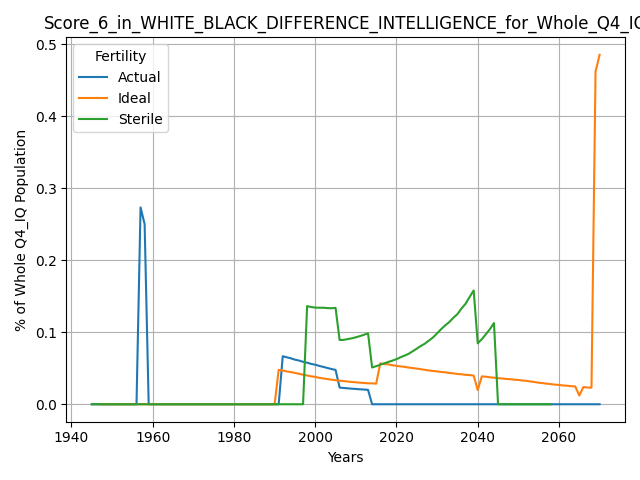 Score_6_in_WHITE_BLACK_DIFFERENCE_INTELLIGENCE_for_Whole_Q4_IQ
Fertility
Actual
Ideal
Sterile
% of Whole Q4_IQ Population
0.5
0.4
0.3
0.2
0.1
0.0
1940 1960 1980 2000 2020 2040 2060
Years